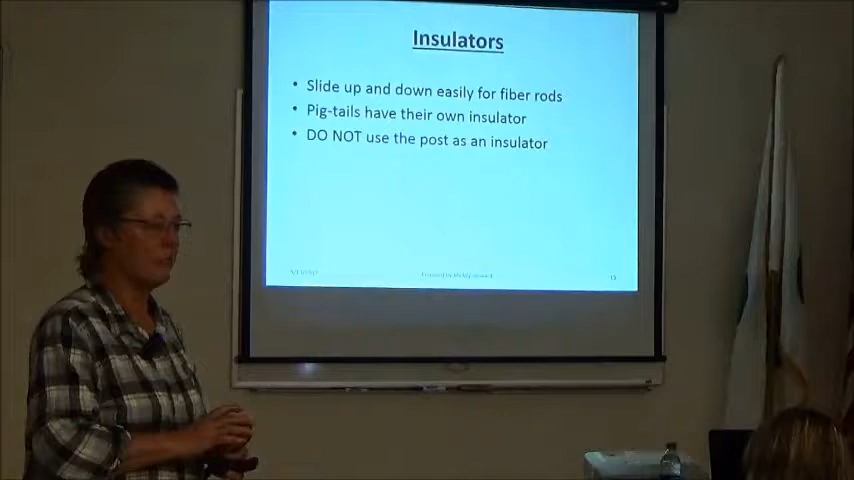 Insulators
• Slide up and down easily for fiber rods
• Pig-tails have their own insulator
• DO NOT use the post as an insulator
15